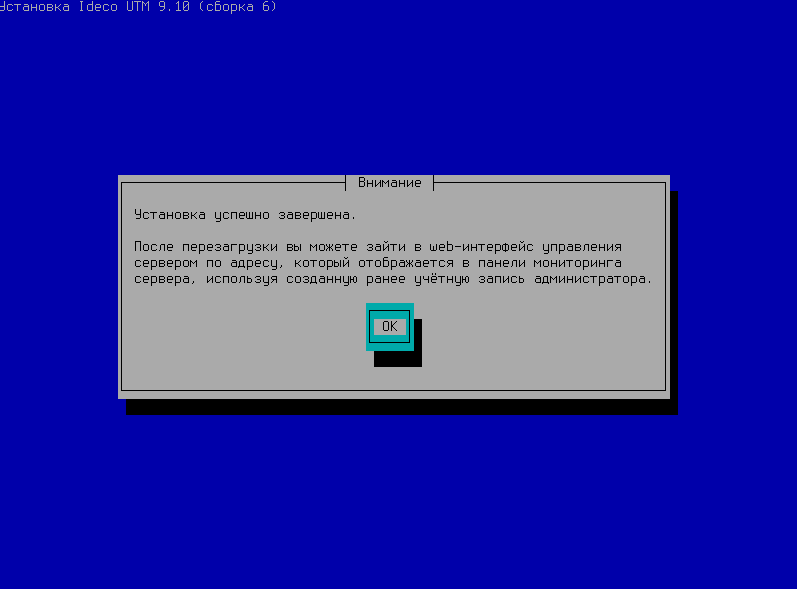 Установка Ideco UTM 9.10 (сборка 6)
Внимание
Установка успешно завершена.
После перезагрузки вы можете зайти в web-интерфейс управления
сервером по адресу, который отображается в панели мониторинга
сервера, используя созданную ранее учётную запись администратора.
OK